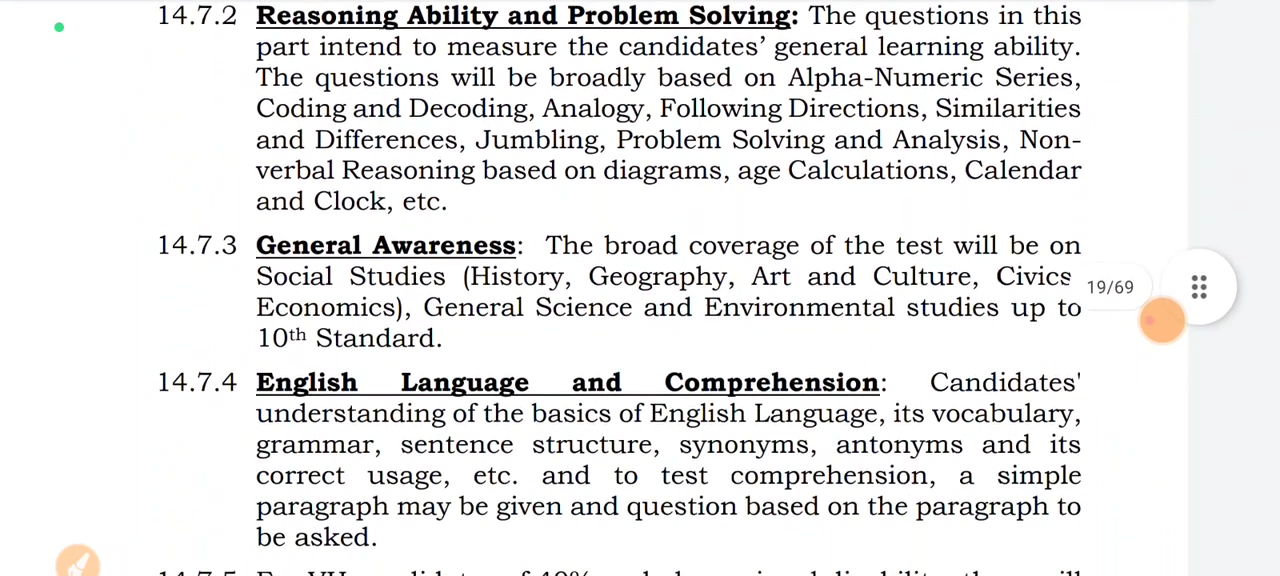 14.7.2 Reasoning Ability and Problem Solving: The questions in this
part intend to measure the candidates’ general learning ability.
The questions will be broadly based on Alpha-Numeric Series,
Coding and Decoding, Analogy, Following Directions, Similarities
and Differences, Jumbling, Problem Solving and Analysis, Non-
verbal Reasoning based on diagrams, age Calculations, Calendar
and Clock, etc.
14.7.3 General Awareness: The broad coverage of the test will be on
Social Studies (History, Geography, Art and Culture, Civics
19/69
Economics), General Science and Environmental studies up to
10th Standard.
14.7.4 English Language and Comprehension: Candidates'
understanding of the basics of English Language, its vocabulary,
grammar, sentence structure, synonyms, antonyms and its
correct usage, etc. and to test comprehension, a simple
paragraph may be given and question based on the paragraph to
be asked.